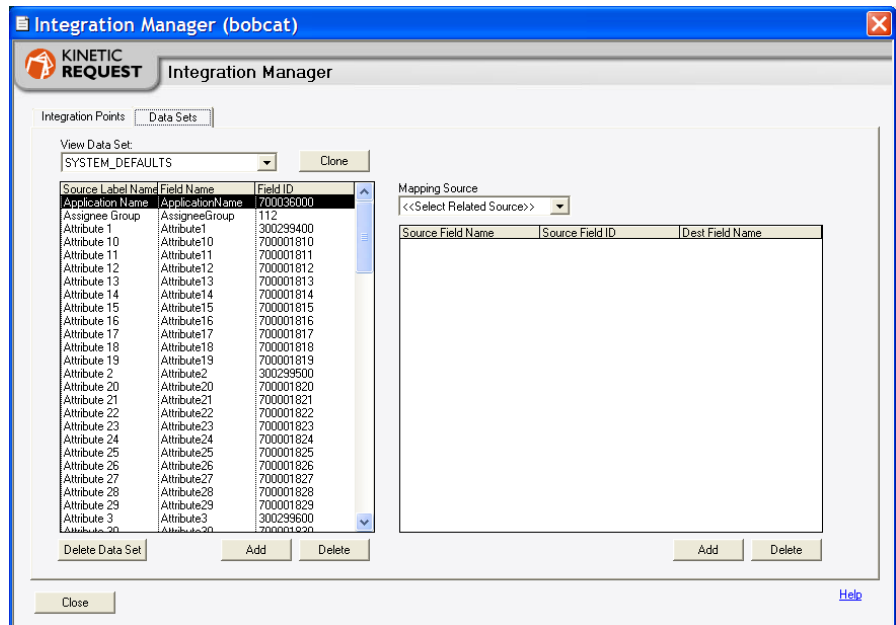 Integration Manager (bobcat)
KINETIC
REQUEST
Integration Manager
Integration Points Data Sets
View Data Set:
SYSTEM_DEFAULTS Clone
Source Label Name Field Name Field ID
Application Name ApplicationName 700036000
Assignee Group AssigneeGroup 112
Attribute 1 Attribute1 300299400
Attribute 10 Attribute10 700001810
Attribute 11 Attribute11 700001811
Attribute 12 Attribute12 700001812
Attribute 13 Attribute13 700001813
Attribute 14 Attribute14 700001814
Attribute 15 Attribute15 700001815
Attribute 16 Attribute16 700001816
Attribute 17 Attribute17 700001817
Attribute 18 Attribute18 700001818
Attribute 19 Attribute19 700001819
Attribute 2 Attribute2 300299500
Attribute 20 Attribute20 700001820
Attribute 21 Attribute21 700001821
Attribute 22 Attribute22 700001822
Attribute 23 Attribute23 700001823
Attribute 24 Attribute24 700001824
Attribute 25 Attribute25 700001825
Attribute 26 Attribute26 700001826
Attribute 27 Attribute27 700001827
Attribute 28 Attribute28 700001828
Attribute 29 Attribute29 700001829
Attribute 3 Attribute3 300299600
Attribute 30 Attribute30 700001830
Delete Data Set Add Delete
Mapping Source
<<Select Related Source>>
Source Field Name Source Field ID Dest Field Name
Add Delete
Close
Help